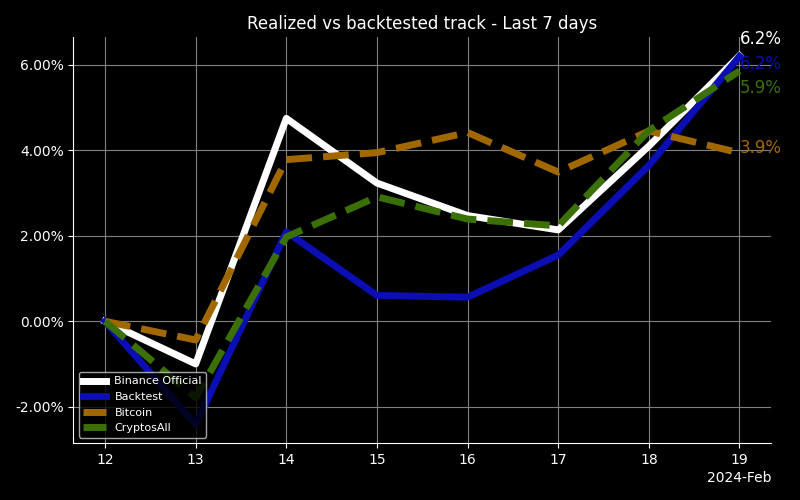 Realized vs backtested track - Last 7 days
6.2%
6.2%
5.9%
3.9%
6.00%
4.00%
2.00%
0.00%
-2.00%
Binance Official
Backtest
Bitcoin
CryptosAll
12 13 14 15 16 17 18 19
2024-Feb